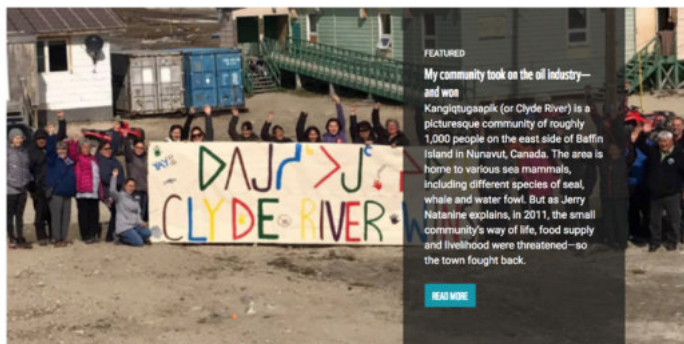 FEATURED
My community took on the oil industry—
and won
Kangiqtugaapik (or Clyde River) is a
picturesque community of roughly
1,000 people on the east side of Baffin
Island in Nunavut, Canada. The area is
home to various sea mammals,
including different species of seal,
whale and water fowl. But as Jerry
Natanine explains, in 2011, the small
community's way of life, food supply
and livelihood were threatened—so
the town fought back.
READ MORE
CLYDE RIVER